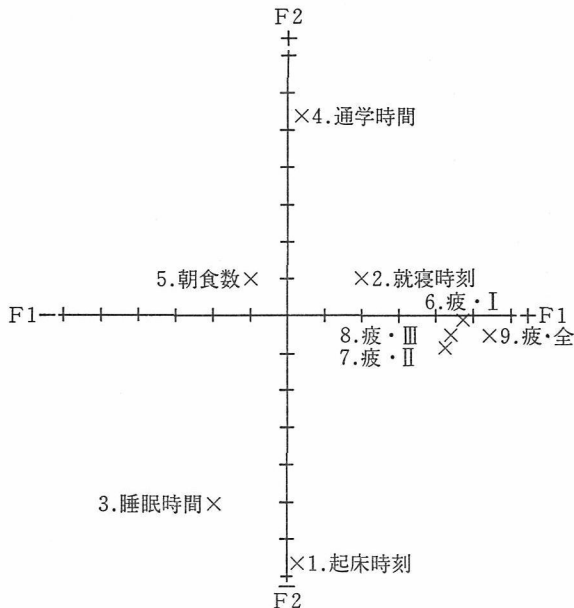 F2
+
×4.通学時間
5.朝食数× ×2.就寝時刻
6.疲・Ⅰ
F1− +F1
8.疲・Ⅲ ×9.疲・全
7.疲・Ⅱ
3.睡眠時間×
×1.起床時刻
−
F2